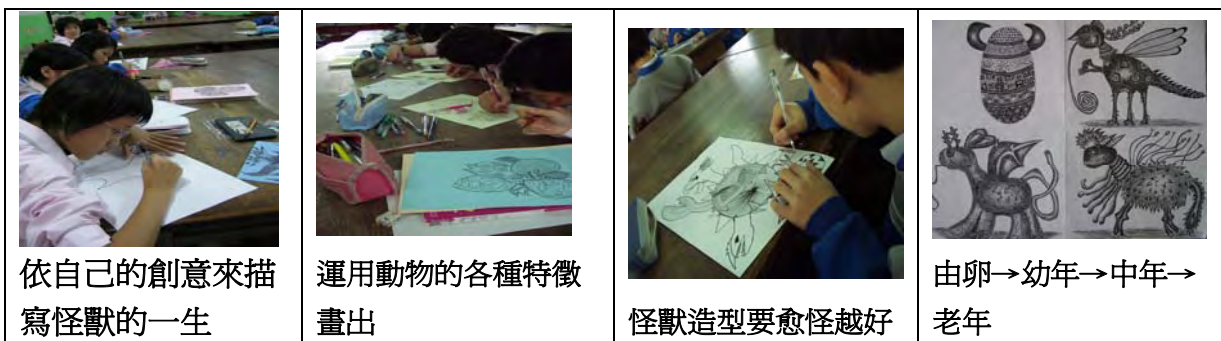 依自己的創意來描
寫怪獸的一生
運用動物的各種特徵
畫出
怪獸造型要愈怪越好
由卵→幼年→中年→
老年